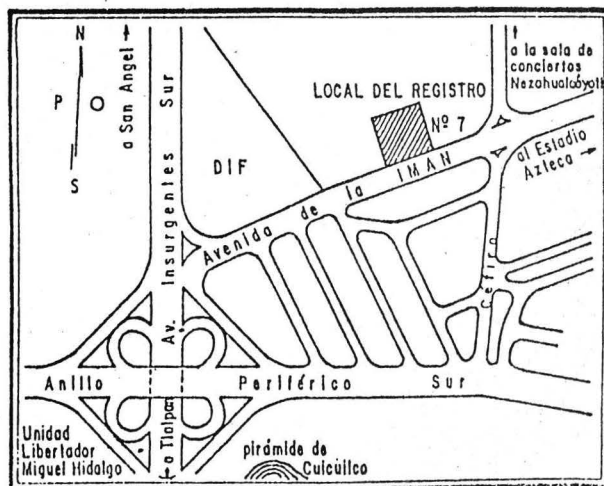 N
P O
S
a San Angel
Av. Insurgentes Sur
DIF
LOCAL DEL REGISTRO
Nº 7
a la sala de
conciertos
Nezahualcóyotl
al Estadio
Azteca
Avenida de la IMAN
Anillo Periférico Sur
a Tlalpan
Unidad
Libertador
Miguel Hidalgo
pirámide de
Cuicuilco